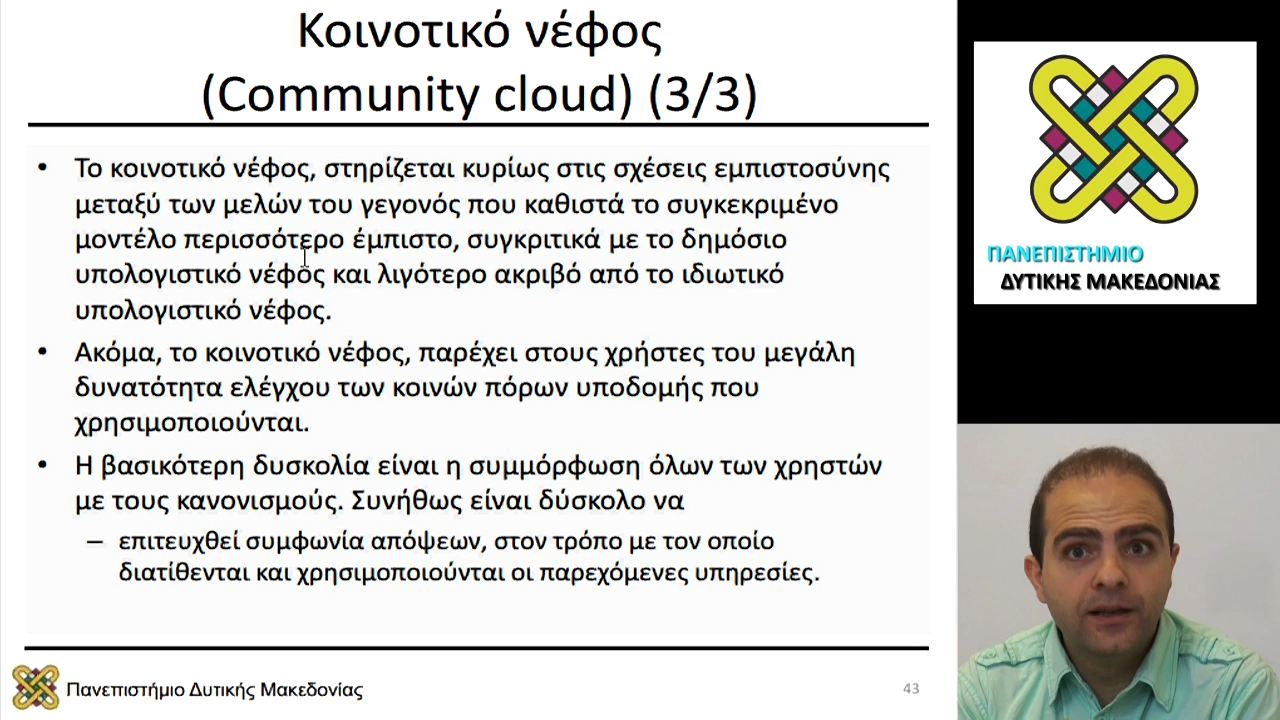 Κοινοτικό νέφος
(Community cloud) (3/3)
• Το κοινοτικό νέφος, στηρίζεται κυρίως στις σχέσεις εμπιστοσύνης
μεταξύ των μελών του γεγονός που καθιστά το συγκεκριμένο
μοντέλο περισσότερο έμπιστο, συγκριτικά με το δημόσιο
υπολογιστικό νέφος και λιγότερο ακριβό από το ιδιωτικό
υπολογιστικό νέφος.
• Ακόμα, το κοινοτικό νέφος, παρέχει στους χρήστες του μεγάλη
δυνατότητα ελέγχου των κοινών πόρων υποδομής που
χρησιμοποιούνται.
• Η βασικότερη δυσκολία είναι η συμμόρφωση όλων των χρηστών
με τους κανονισμούς. Συνήθως είναι δύσκολο να
– επιτευχθεί συμφωνία απόψεων, στον τρόπο με τον οποίο
διατίθενται και χρησιμοποιούνται οι παρεχόμενες υπηρεσίες.
Πανεπιστήμιο Δυτικής Μακεδονίας
43
ΠΑΝΕΠΙΣΤΗΜΙΟ
ΔΥΤΙΚΗΣ ΜΑΚΕΔΟΝΙΑΣ